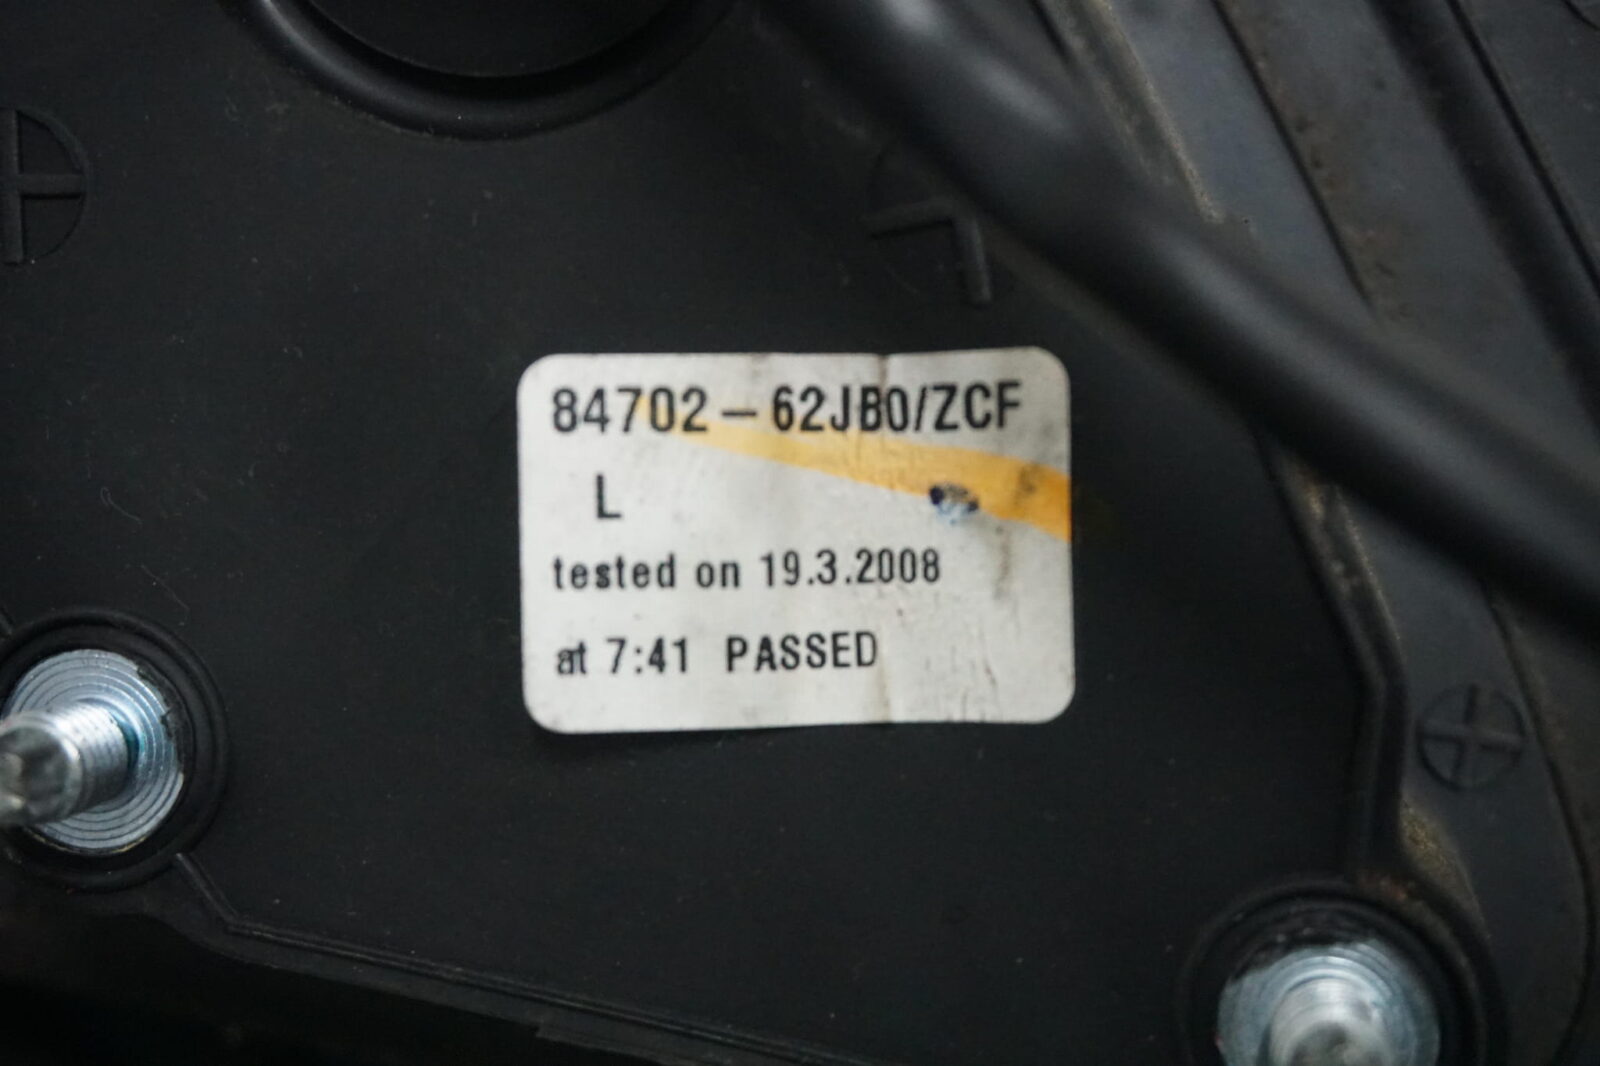 84702-62JB0/ZCF
L
tested on 19.3.2008
at 7:41 PASSED